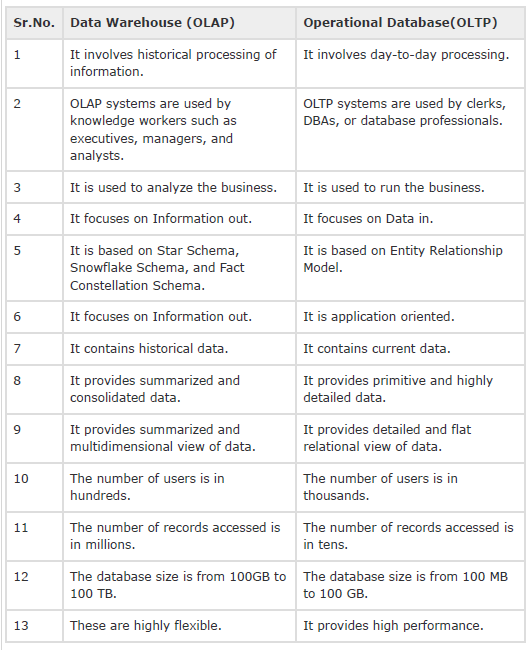 Sr.No. Data Warehouse (OLAP) Operational Database(OLTP)
1 It involves historical processing of It involves day-to-day processing.
information.
2 OLAP systems are used by OLTP systems are used by clerks,
knowledge workers such as DBAs, or database professionals.
executives, managers, and
analysts.
3 It is used to analyze the business. It is used to run the business.
4 It focuses on Information out. It focuses on Data in.
5 It is based on Star Schema, It is based on Entity Relationship
Snowflake Schema, and Fact Model.
Constellation Schema.
6 It focuses on Information out. It is application oriented.
7 It contains historical data. It contains current data.
8 It provides summarized and It provides primitive and highly
consolidated data. detailed data.
9 It provides summarized and It provides detailed and flat
multidimensional view of data. relational view of data.
10 The number of users is in The number of users is in
hundreds. thousands.
11 The number of records accessed is The number of records accessed is
in millions. in tens.
12 The database size is from 100GB to The database size is from 100 MB
100 TB. to 100 GB.
13 These are highly flexible. It provides high performance.